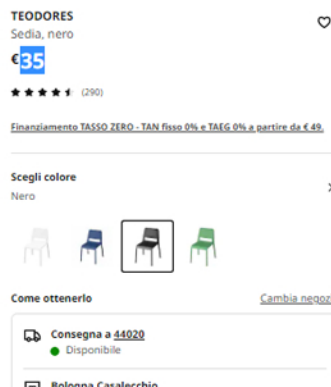 TEODORES
Sedia, nero
€35
(290)
Finanziamento TASSO ZERO - TAN fisso 0% e TAEG 0% a partire da € 49.
Scegli colore
Nero
Come ottenerlo
Cambia negoz
Consegna a 44020
Disponibile
Bologna Casalecchio